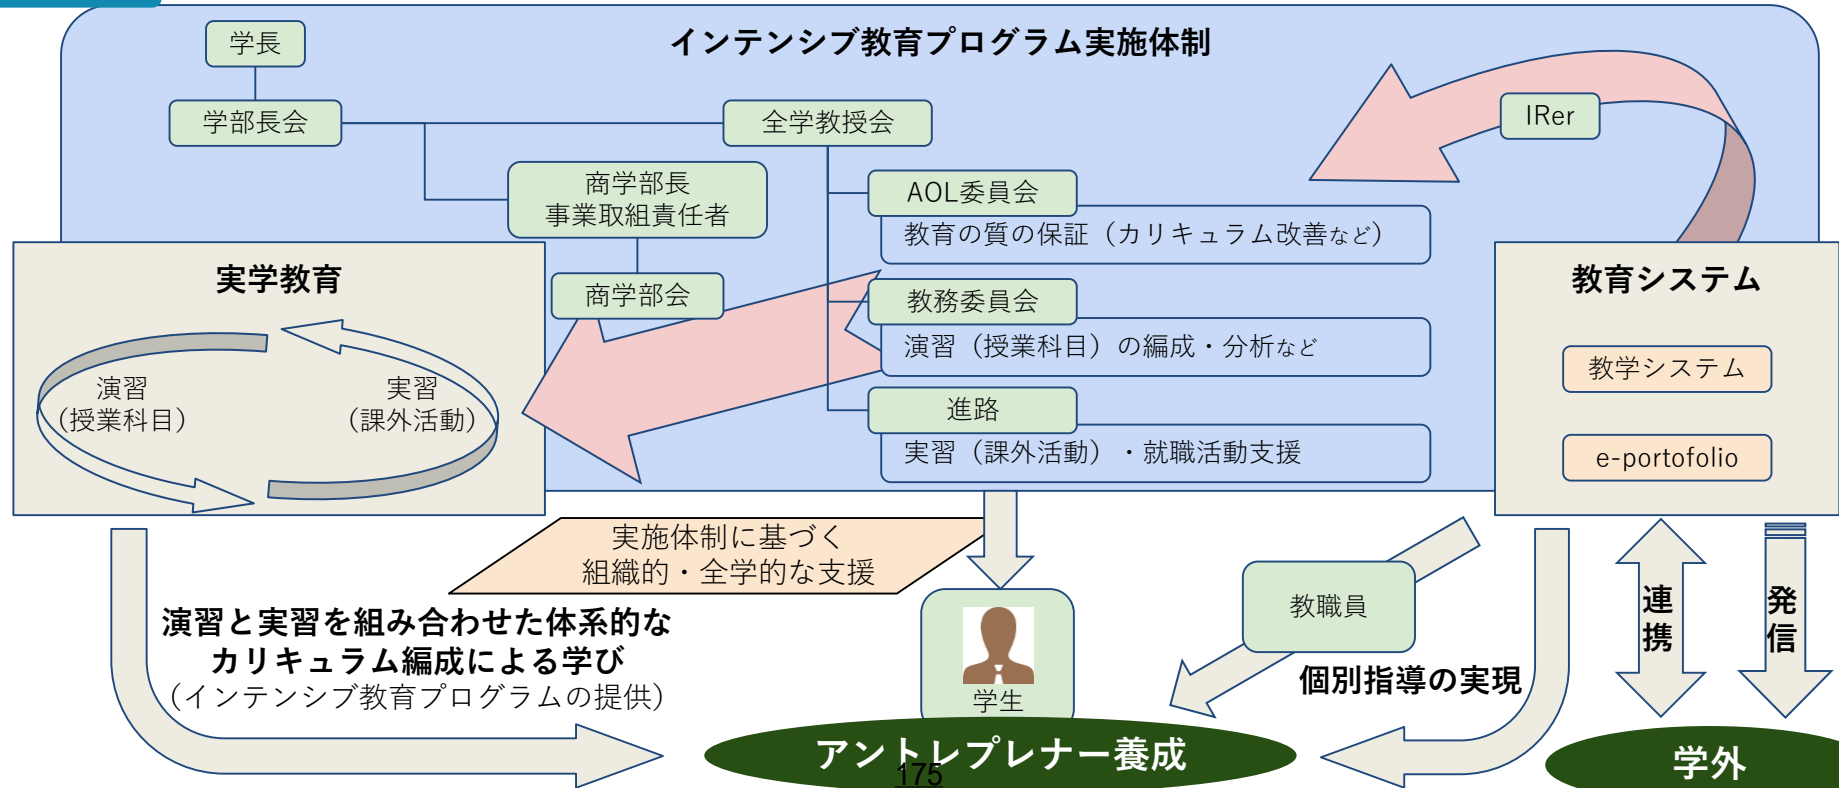 インテンシブ教育プログラム実施体制
学長
学部長会
全学教授会
IRer
商学部長
事業取組責任者
AOL委員会
教育の質の保証（カリキュラム改善など）
商学部会
教務委員会
演習（授業科目）の編成・分析など
進路
実習（課外活動）・就職活動支援
実学教育
演習
（授業科目）
実習
（課外活動）
教育システム
教学システム
e-portofolio
実施体制に基づく
組織的・全学的な支援
演習と実習を組み合わせた体系的な
カリキュラム編成による学び
（インテンシブ教育プログラムの提供）
学生
教職員
個別指導の実現
連携
発信
アントレプレナー養成
学外
175